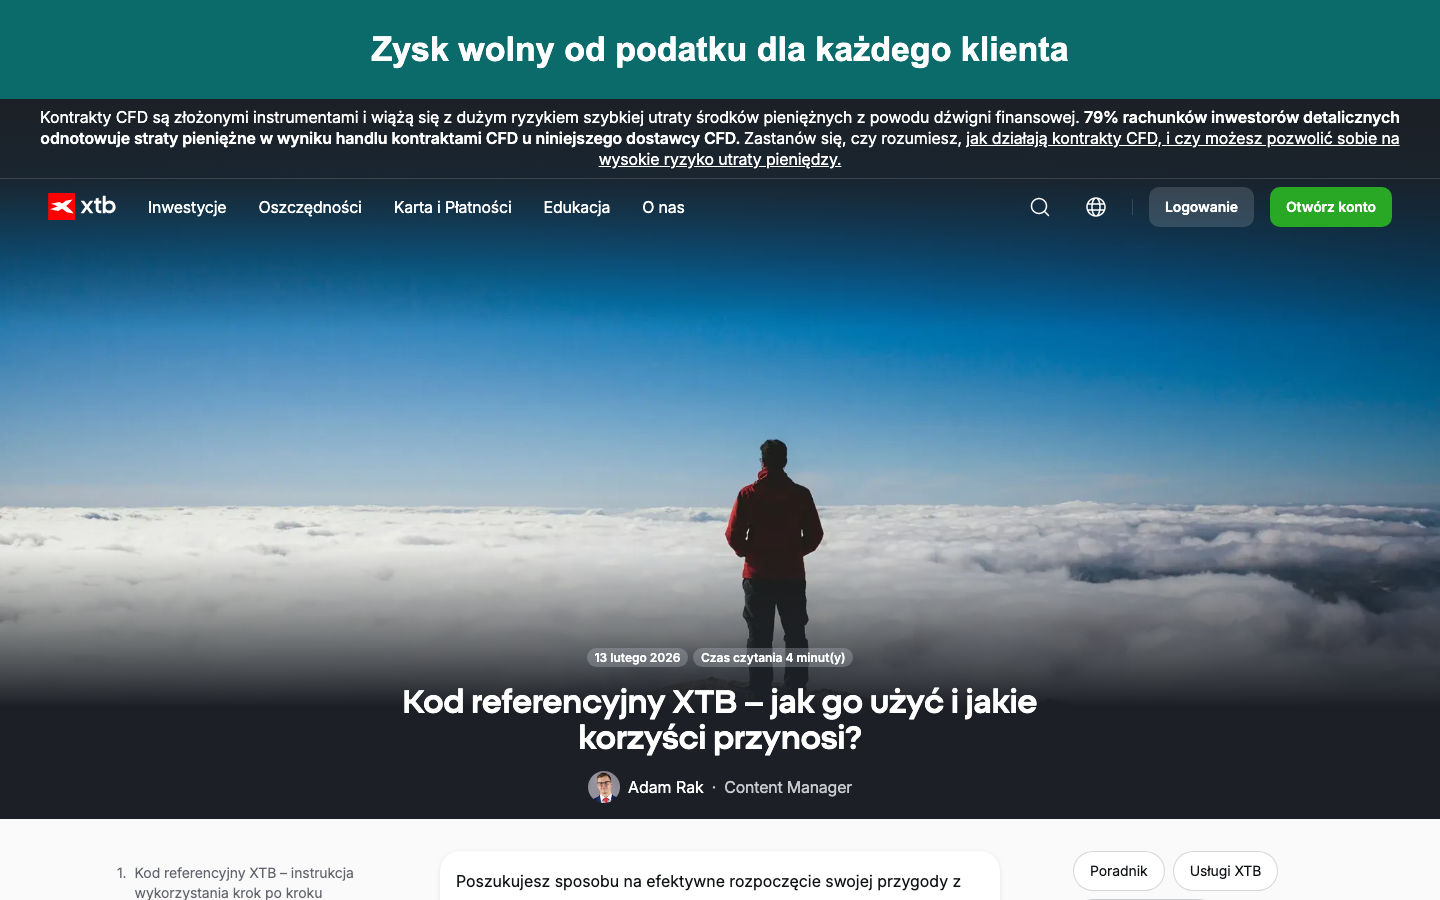 Zysk wolny od podatku dla każdego klienta
Kontrakty CFD są złożonymi instrumentami i wiążą się z dużym ryzykiem szybkiej utraty środków pieniężnych z powodu dźwigni finansowej. 79% rachunków inwestorów detalicznych
odnotowuje straty pieniężne w wyniku handlu kontraktami CFD u niniejszego dostawcy CFD. Zastanów się, czy rozumiesz, jak działają kontrakty CFD, i czy możesz pozwolić sobie na
wysokie ryzyko utraty pieniędzy.
xtb Inwestycje Oszczędności Karta i Płatności Edukacja O nas Logowanie Otwórz konto
13 lutego 2026 Czas czytania 4 minut(y)
Kod referencyjny XTB – jak go użyć i jakie
korzyści przynosi?
Adam Rak · Content Manager
1. Kod referencyjny XTB – instrukcja
wykorzystania krok po kroku
Poszukujesz sposobu na efektywne rozpoczęcie swojej przygody z
Poradnik Usługi XTB